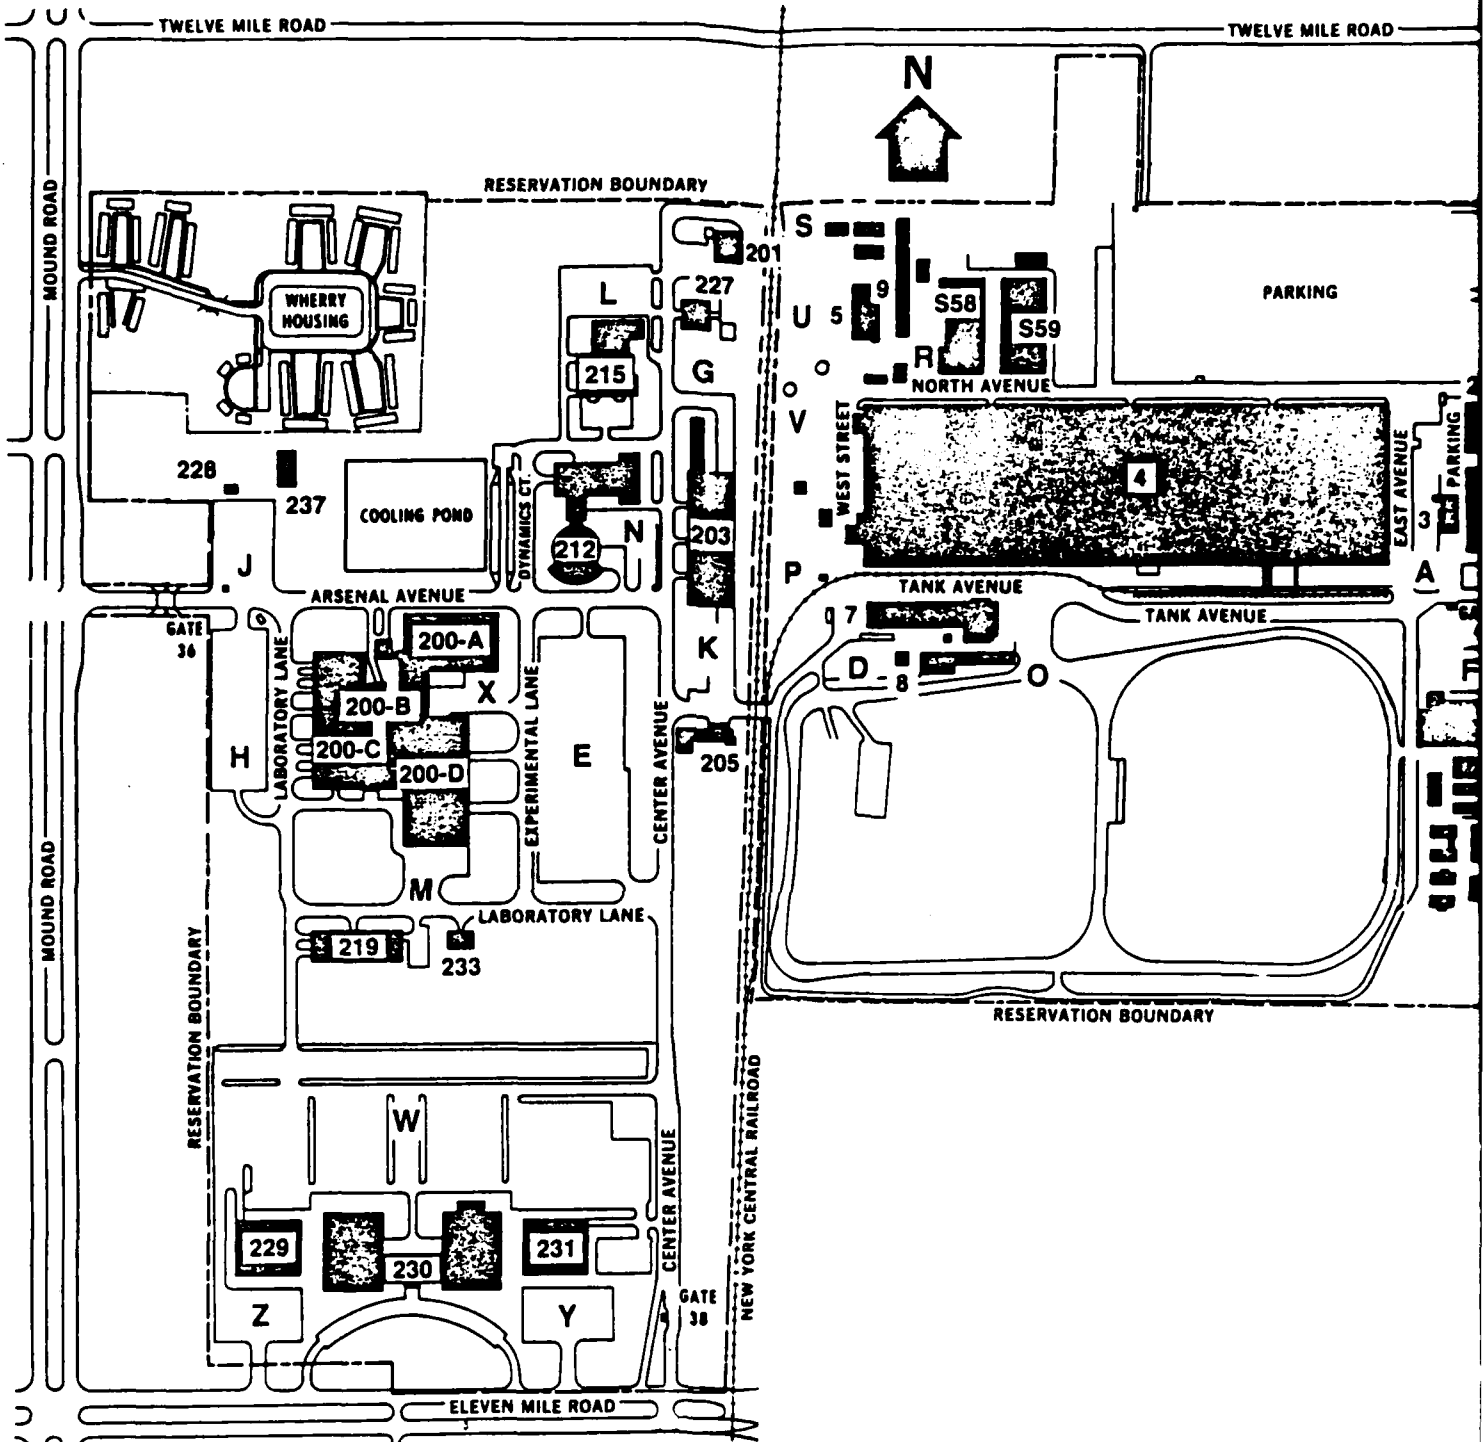 TWELVE MILE ROAD
TWELVE MILE ROAD
N
MOUND ROAD
RESERVATION BOUNDARY
S
201
WHERRY
HOUSING
L
227
9
S58
PARKING
U
5
S59
215
G
R
NORTH AVENUE
V
WEST STREET
EAST AVENUE
PARKING
228
237
COOLING POND
DYNAMICS CT.
212
N
203
4
3
J
P
TANK AVENUE
A
ARSENAL AVENUE
TANK AVENUE
GATE
36
LABORATORY LANE
200-A
7
K
D
8
O
X
200-B
EXPERIMENTAL LANE
CENTER AVENUE
H
200-C
E
205
200-D
MOUND ROAD
M
LABORATORY LANE
219
233
RESERVATION BOUNDARY
RESERVATION BOUNDARY
NEW YORK CENTRAL RAILROAD
W
CENTER AVENUE
229
230
231
GATE
38
Z
Y
ELEVEN MILE ROAD